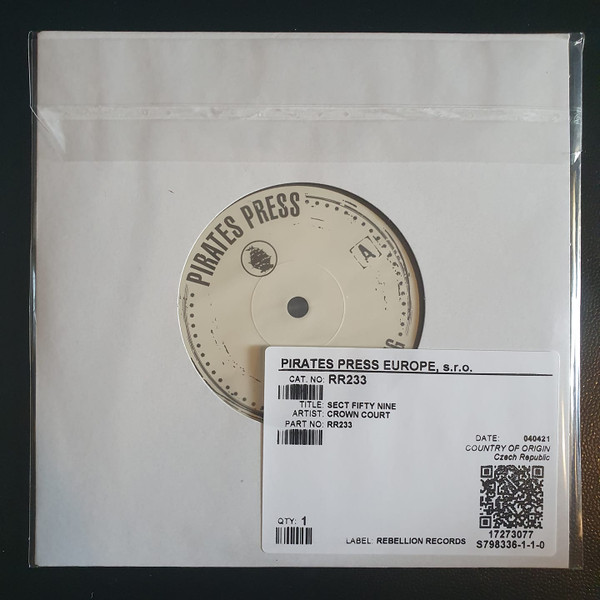 PIRATES PRESS
A
PIRATES PRESS EUROPE, s.r.o.
CAT. NO: RR233
TITLE: SECT FIFTY NINE
ARTIST: CROWN COURT
PART NO: RR233
DATE: 040421
COUNTRY OF ORIGIN
Czech Republic
17273077
QTY: 1
LABEL: REBELLION RECORDS
S798336-1-1-0